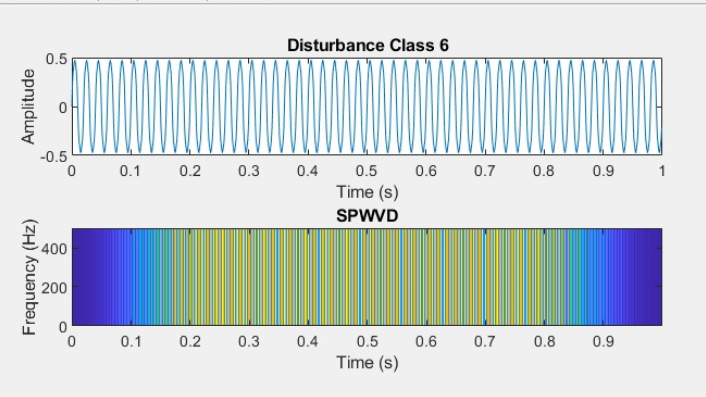 Disturbance Class 6
Amplitude
0.5
0
-0.5
0 0.1 0.2 0.3 0.4 0.5 0.6 0.7 0.8 0.9 1
Time (s)
SPWVD
Frequency (Hz)
400
200
0
0 0.1 0.2 0.3 0.4 0.5 0.6 0.7 0.8 0.9
Time (s)